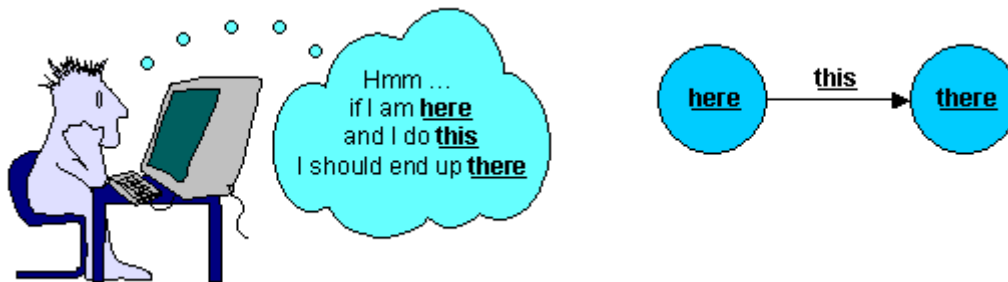 Hmm ...
if I am here
and I do this
I should end up there
here
this
there